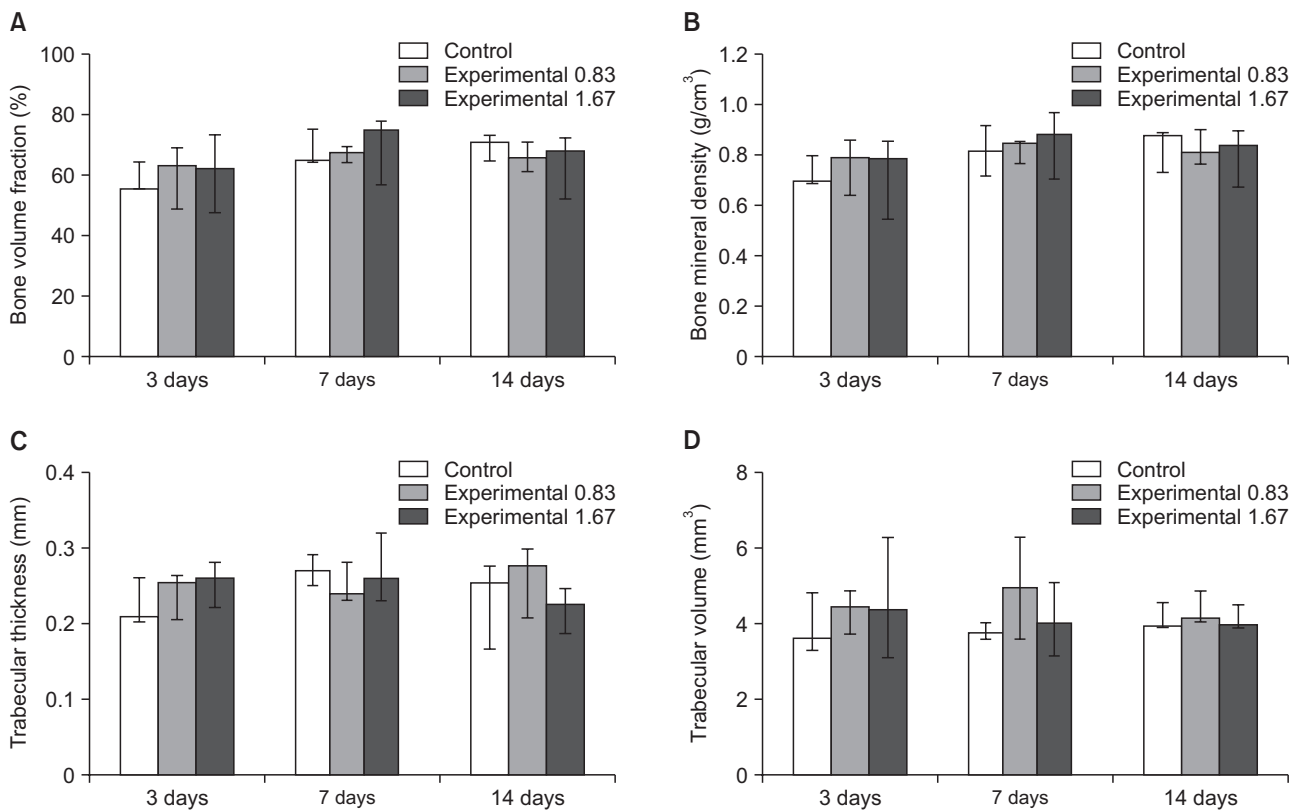 A
Bone volume fraction (%)
100
80
60
40
20
0
Control
Experimental 0.83
Experimental 1.67
3 days
7 days
14 days
B
Bone mineral density (g/cm³)
1.2
1.0
0.8
0.6
0.4
0.2
0
Control
Experimental 0.83
Experimental 1.67
3 days
7 days
14 days
C
Trabecular thickness (mm)
0.4
0.3
0.2
0.1
0
Control
Experimental 0.83
Experimental 1.67
3 days
7 days
14 days
D
Trabecular volume (mm³)
8
6
4
2
0
Control
Experimental 0.83
Experimental 1.67
3 days
7 days
14 days